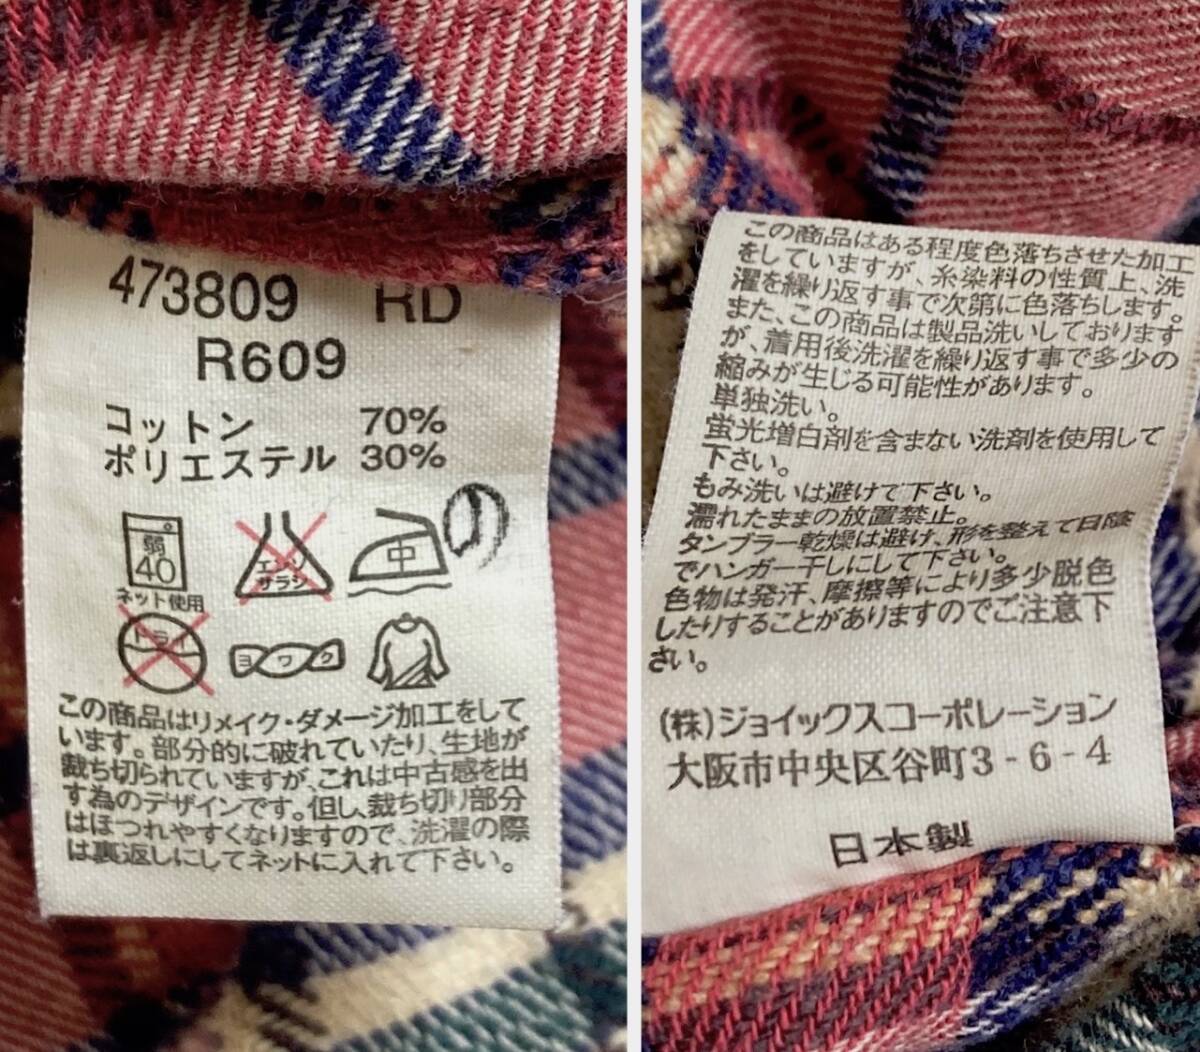 473809 RD
R609
コットン 70%
ポリエステル 30%
弱
40
ネット使用
エンソ
サラシ
中
ドライ
ヨワク
この商品はリメイク・ダメージ加工をして
います。部分的に破れていたり、生地が
裁ち切られていますが、これは中古感を出
す為のデザインです。但し、裁ち切り部分
はほつれやすくなりますので、洗濯の際
は裏返しにしてネットに入れて下さい。
この商品はある程度色落ちさせた加工
をしていますが、糸染料の性質上、洗
濯を繰り返す事で次第に色落ちします。
また、この商品は製品洗いしております
が、着用後洗濯を繰り返す事で多少の
縮みが生じる可能性があります。
単独洗い。
蛍光増白剤を含まない洗剤を使用して
下さい。
もみ洗いは避けて下さい。
濡れたままの放置禁止。
タンブラー乾燥は避け、形を整えて日陰
でハンガー干しにして下さい。
色物は発汗、摩擦等により多少脱色
したりすることがありますのでご注意下
さい。
(株)ジョイックスコーポレーション
大阪市中央区谷町3-6-4
日本製